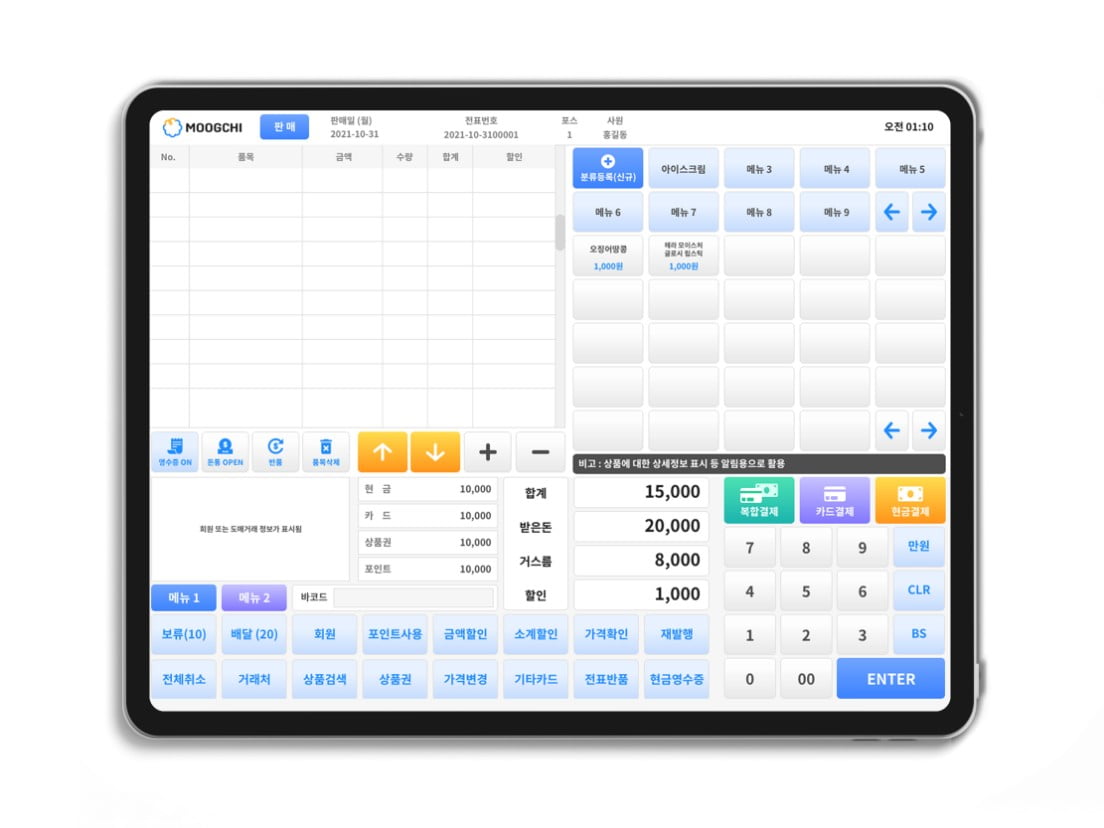 MOOGCHI
판 매
판매일 (월)
2021-10-31
전표번호
2021-10-3100001
포스
1
사원
홍길동
오전 01:10
No.
품목
금액
수량
합계
할인
분류등록(신규)
아이스크림
메뉴 3
메뉴 4
메뉴 5
메뉴 6
메뉴 7
메뉴 8
메뉴 9
오징어땅콩
1,000원
헤라 모이스처
글로시 립스틱
1,000원
영수증 ON
돈통 OPEN
반품
품목삭제
비고 : 상품에 대한 상세정보 표시 등 알림용으로 활용
회원 또는 도매거래 정보가 표시됨
현 금 10,000
카 드 10,000
상품권 10,000
포인트 10,000
합계 15,000
받은돈 20,000
거스름 8,000
할인 1,000
복합결제
카드결제
현금결제
메뉴 1
메뉴 2
바코드
7 8 9 만원
4 5 6 CLR
1 2 3 BS
0 00 ENTER
보류(10)
배달 (20)
회원
포인트사용
금액할인
소계할인
가격확인
재발행
전체취소
거래처
상품검색
상품권
가격변경
기타카드
전표반품
현금영수증